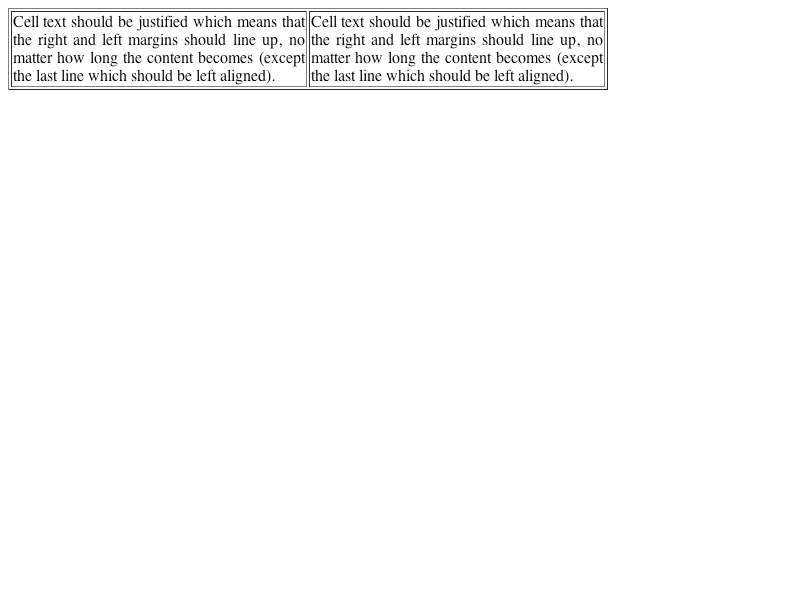 Cell text should be justified which means that
the right and left margins should line up, no
matter how long the content becomes (except
the last line which should be left aligned).
Cell text should be justified which means that
the right and left margins should line up, no
matter how long the content becomes (except
the last line which should be left aligned).